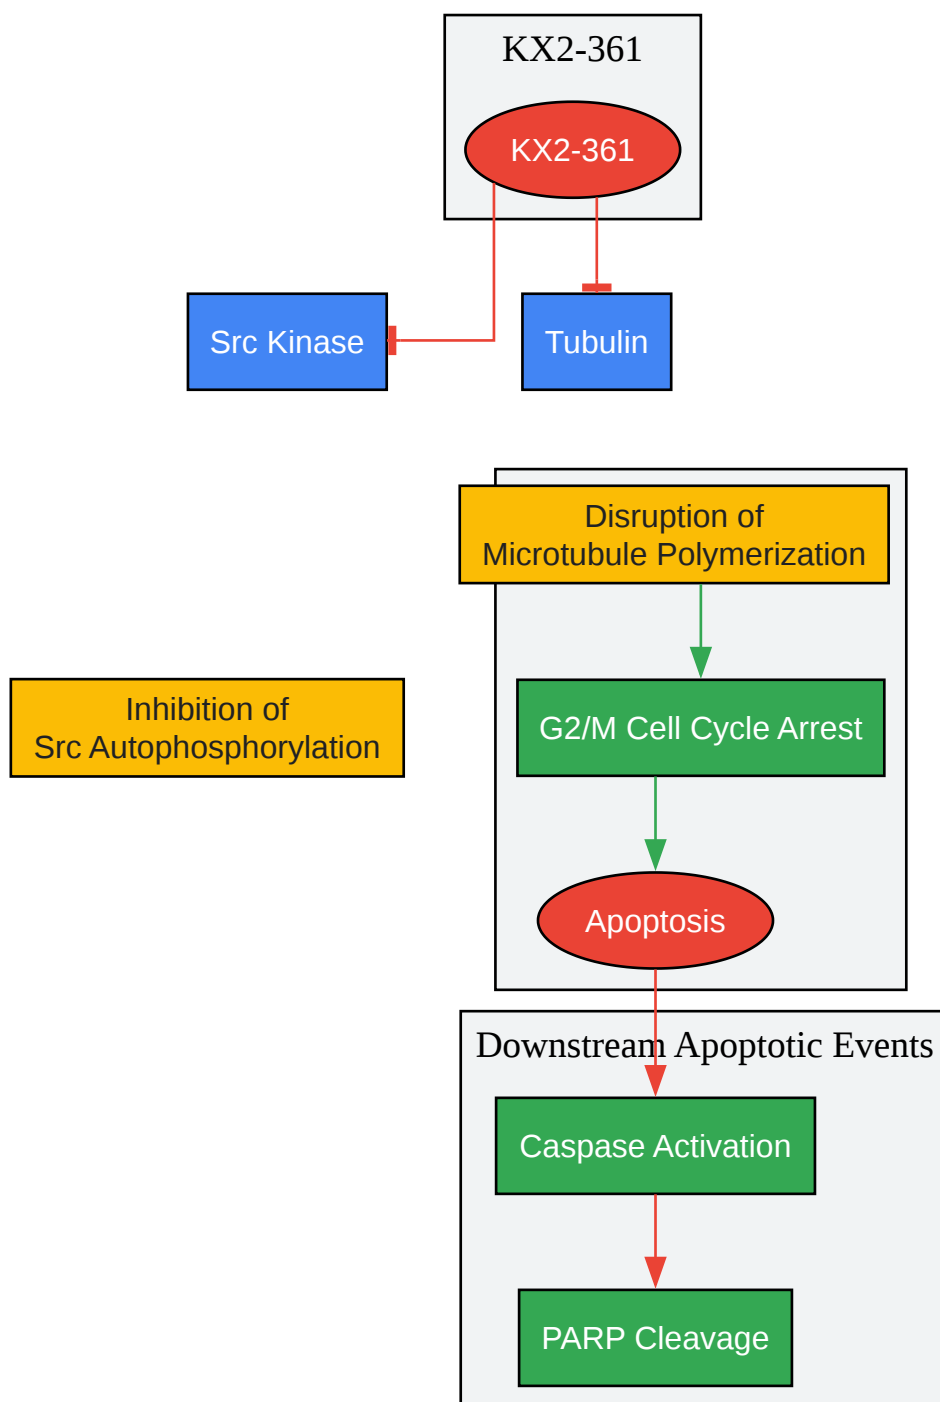 KX2-361
KX2-361
Src Kinase
Tubulin
Disruption of
Microtubule Polymerization
Inhibition of
Src Autophosphorylation
G2/M Cell Cycle Arrest
Apoptosis
Downstream Apoptotic Events
Caspase Activation
PARP Cleavage